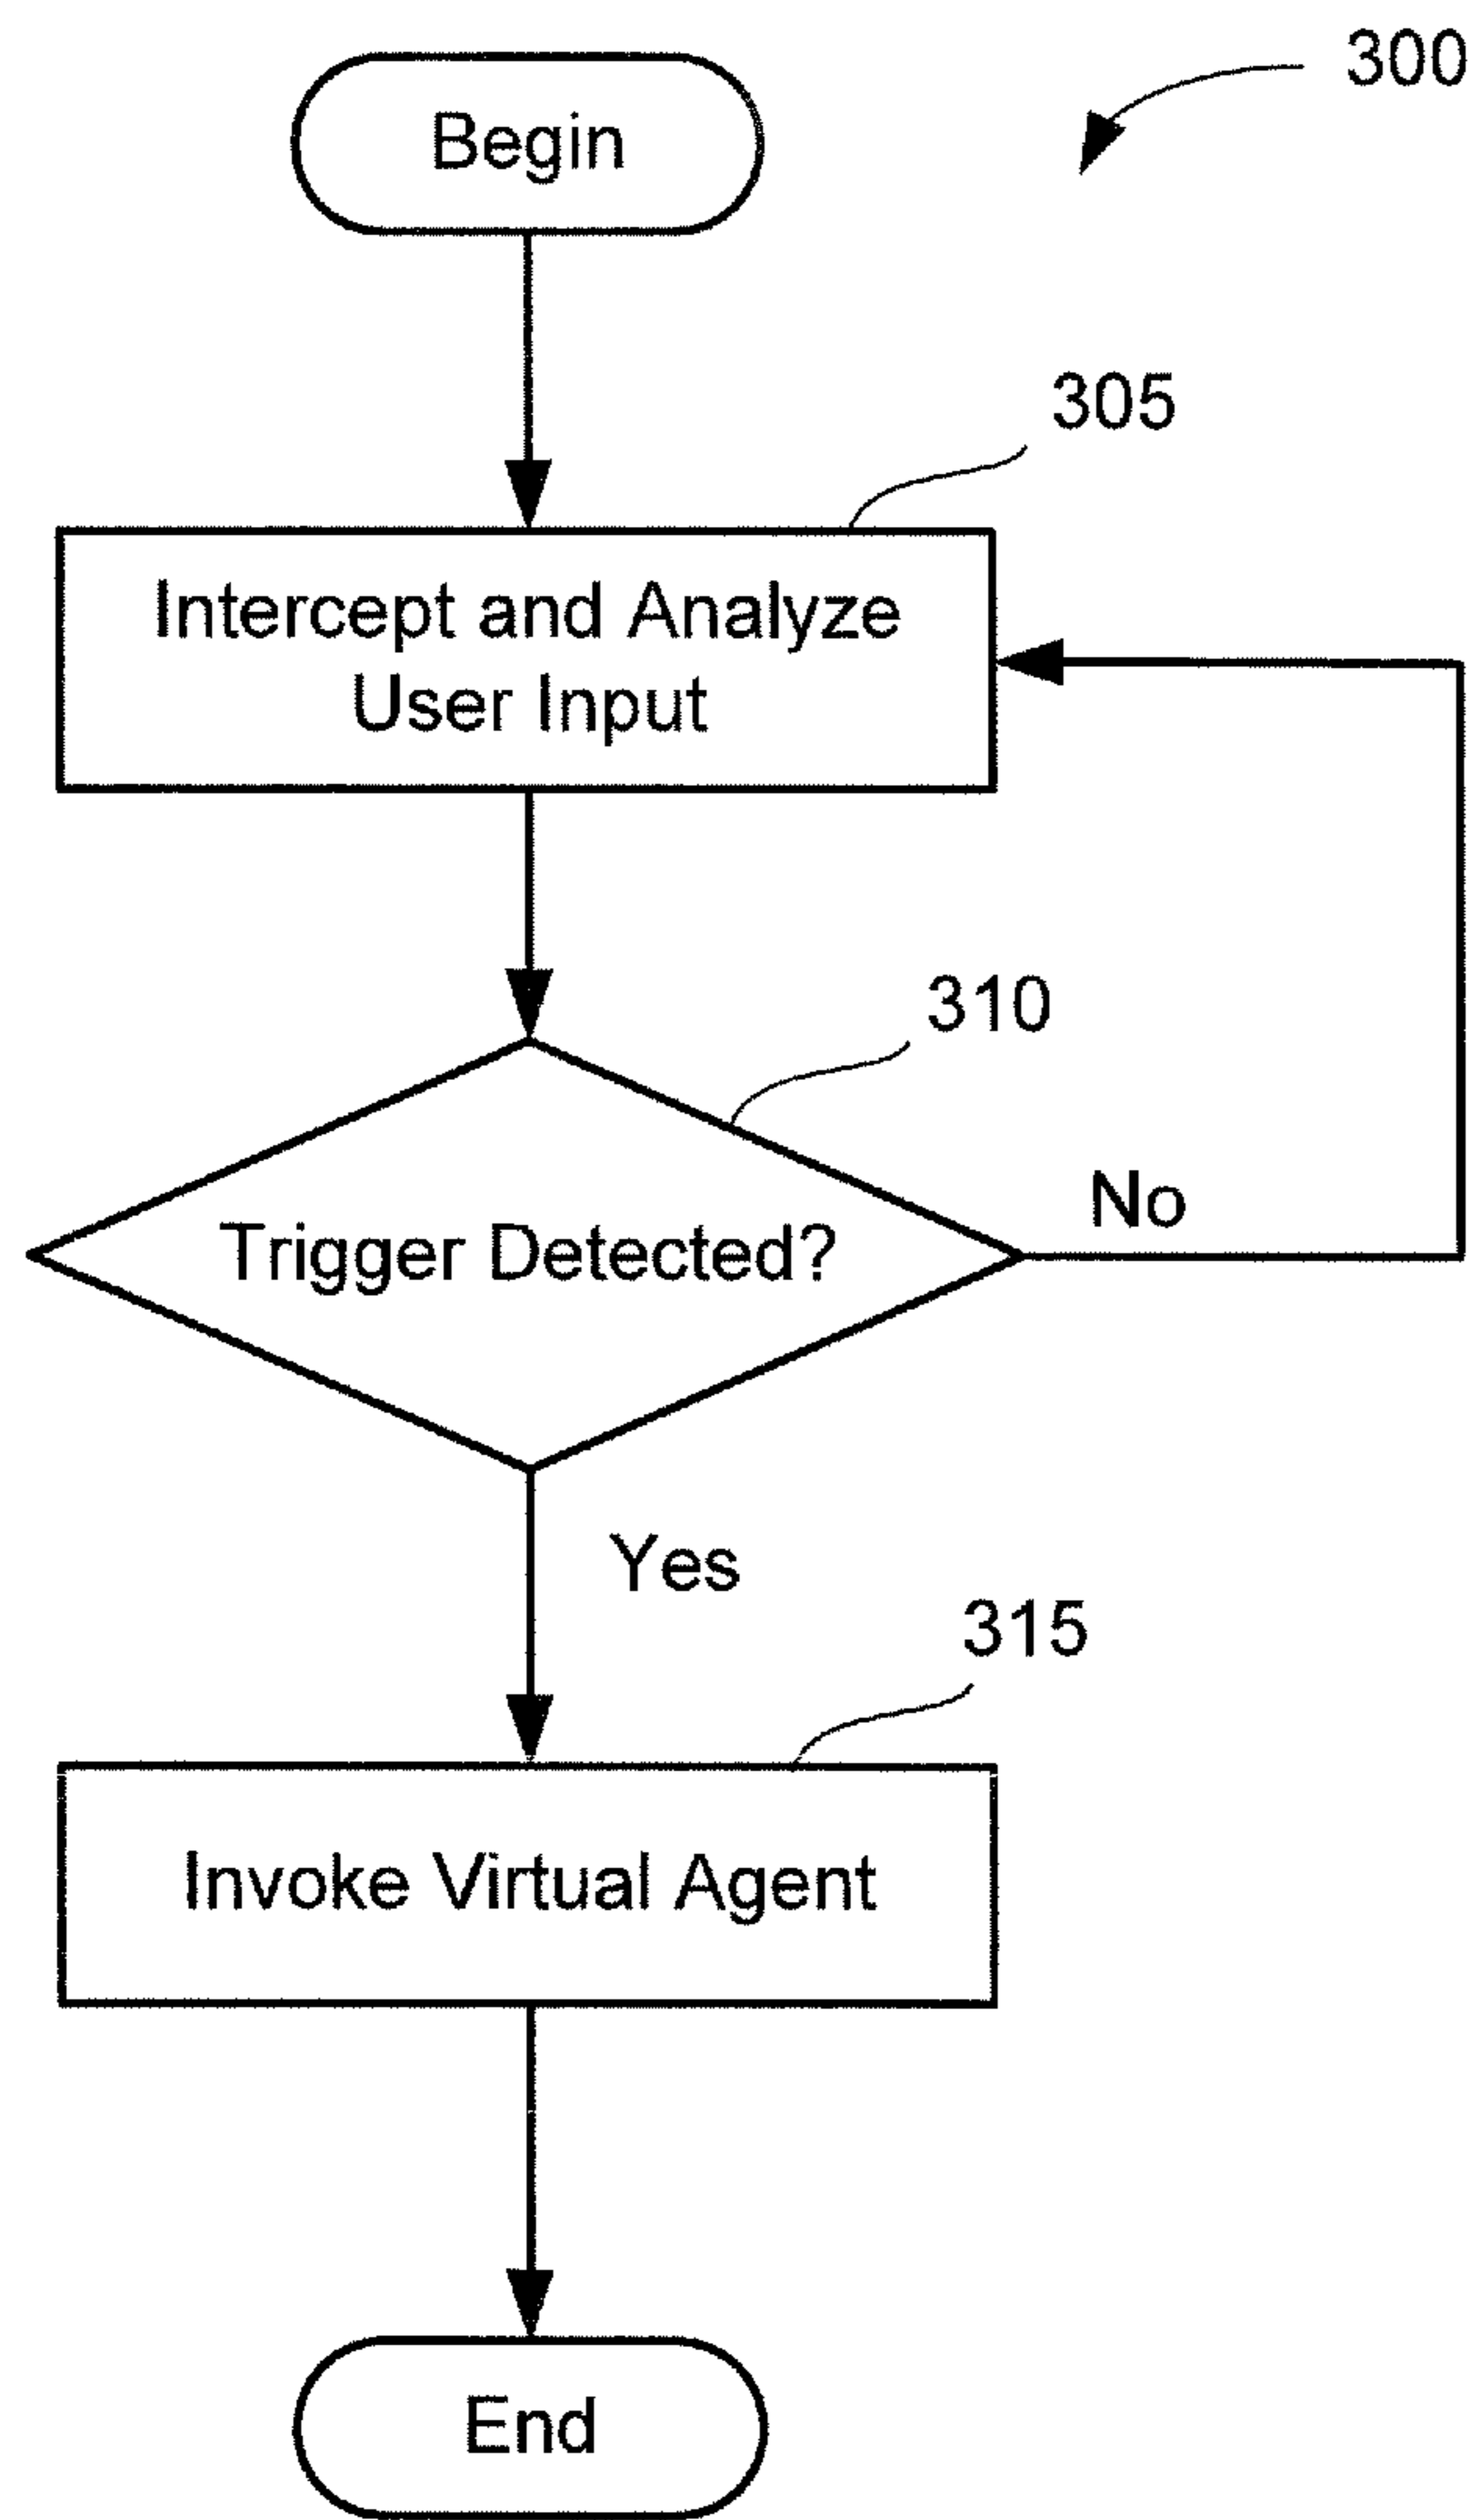 300
Begin
305
Intercept and Analyze
User Input
310
Trigger Detected?
No
Yes
315
Invoke Virtual Agent
End